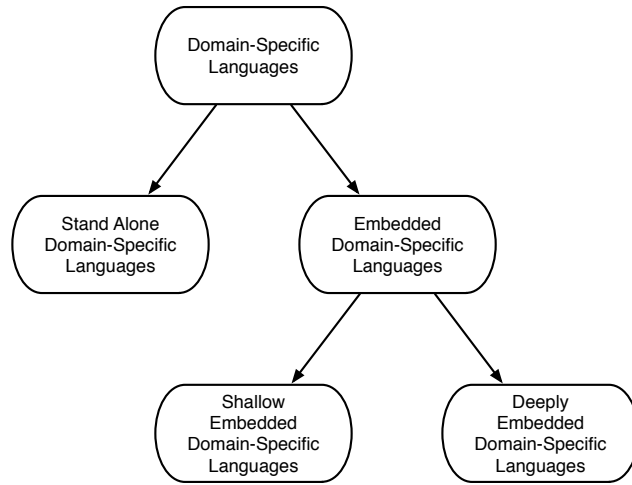 Domain-Specific
Languages
Stand Alone
Domain-Specific
Languages
Embedded
Domain-Specific
Languages
Shallow
Embedded
Domain-Specific
Languages
Deeply
Embedded
Domain-Specific
Languages